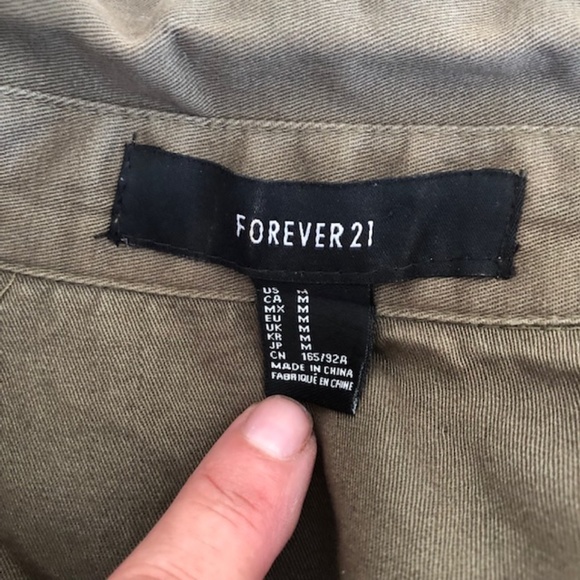 FOREVER 21
US M
CA M
MX M
EU M
UK M
KR M
JP M
CN 165/92A
MADE IN CHINA
FABRIQUÉ EN CHINE